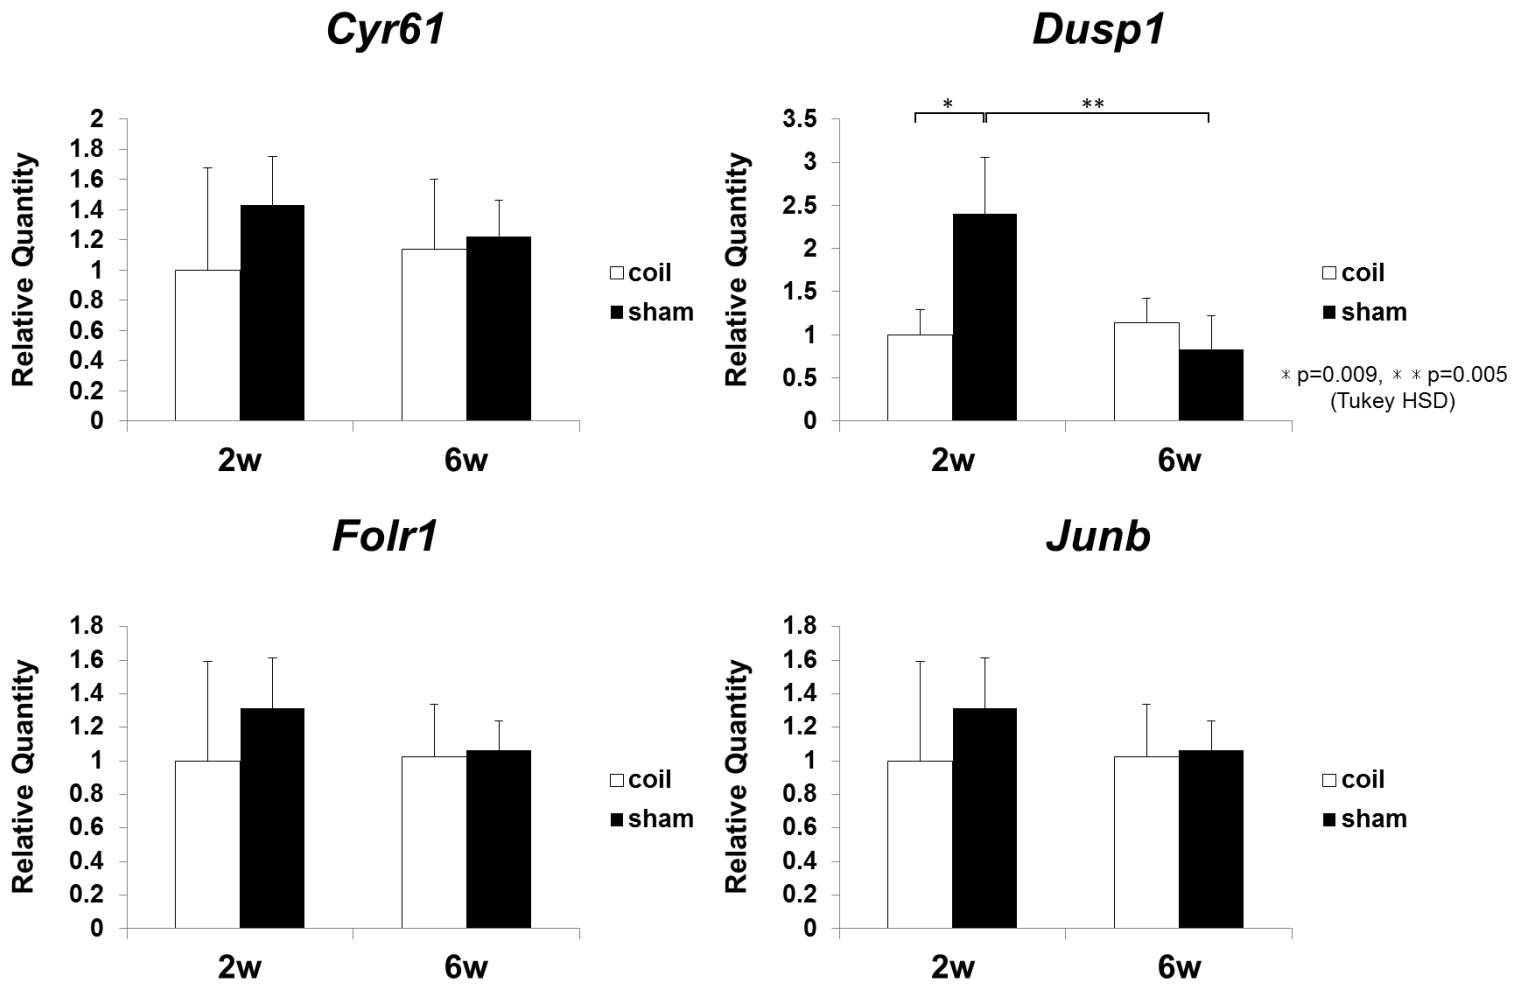 Cyr61
Relative Quantity
2
1.8
1.6
1.4
1.2
1
0.8
0.6
0.4
0.2
0
2w
6w
coil
sham
Dusp1
Relative Quantity
3.5
3
2.5
2
1.5
1
0.5
0
*
**
2w
6w
coil
sham
* p=0.009, * * p=0.005
(Tukey HSD)
Folr1
Relative Quantity
1.8
1.6
1.4
1.2
1
0.8
0.6
0.4
0.2
0
2w
6w
coil
sham
Junb
Relative Quantity
1.8
1.6
1.4
1.2
1
0.8
0.6
0.4
0.2
0
2w
6w
coil
sham